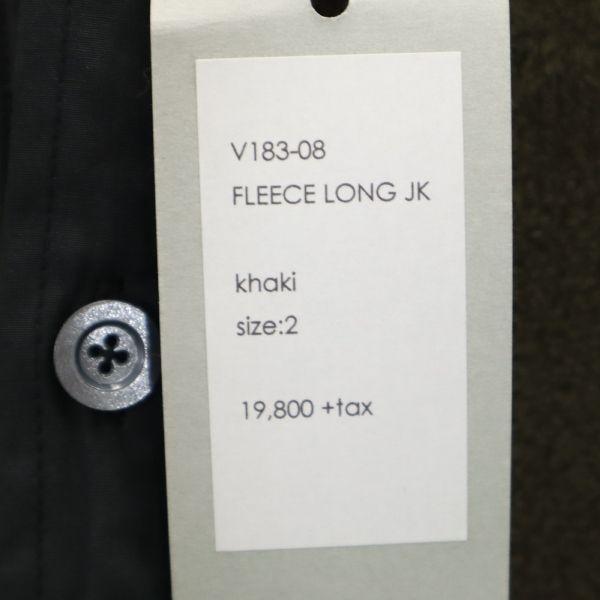 V183-08
FLEECE LONG JK
khaki
size:2
19,800 +tax